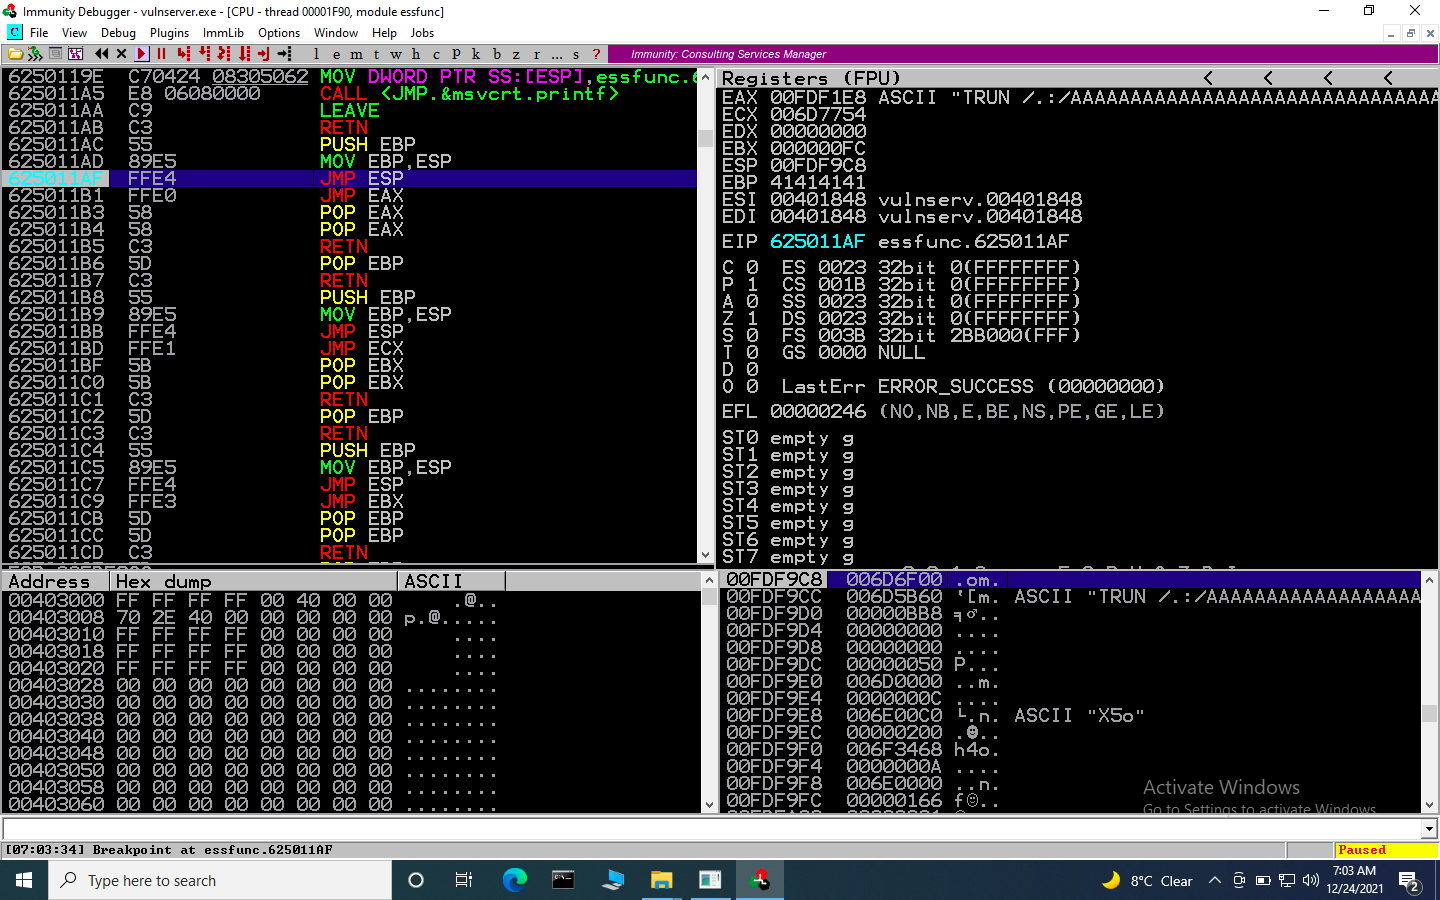 Immunity Debugger - vulnserver.exe - [CPU - thread 00001F90, module essfunc]
C File View Debug Plugins ImmLib Options Window Help Jobs
l e m t w h c P k b z r ... s ? Immunity: Consulting Services Manager
6250119E C70424 08305062 MOV DWORD PTR SS:[ESP],essfunc.6
625011A5 E8 06080000 CALL <JMP.&msvcrt.printf>
625011AA C9 LEAVE
625011AB C3 RETN
625011AC 55 PUSH EBP
625011AD 89E5 MOV EBP,ESP
625011AF FFE4 JMP ESP
625011B1 FFE0 JMP EAX
625011B3 58 POP EAX
625011B4 58 POP EAX
625011B5 C3 RETN
625011B6 5D POP EBP
625011B7 C3 RETN
625011B8 55 PUSH EBP
625011B9 89E5 MOV EBP,ESP
625011BB FFE4 JMP ESP
625011BD FFE1 JMP ECX
625011BF 5B POP EBX
625011C0 5B POP EBX
625011C1 C3 RETN
625011C2 5D POP EBP
625011C3 C3 RETN
625011C4 55 PUSH EBP
625011C5 89E5 MOV EBP,ESP
625011C7 FFE4 JMP ESP
625011C9 FFE3 JMP EBX
625011CB 5D POP EBP
625011CC 5D POP EBP
625011CD C3 RETN
Registers (FPU) < < < <
EAX 00FDF1E8 ASCII "TRUN /.:/AAAAAAAAAAAAAAAAAAAAAAAAAAAAAAA
ECX 006D7754
EDX 00000000
EBX 000000FC
ESP 00FDF9C8
EBP 41414141
ESI 00401848 vulnserv.00401848
EDI 00401848 vulnserv.00401848
EIP 625011AF essfunc.625011AF
C 0 ES 0023 32bit 0(FFFFFFFF)
P 1 CS 001B 32bit 0(FFFFFFFF)
A 0 SS 0023 32bit 0(FFFFFFFF)
Z 1 DS 0023 32bit 0(FFFFFFFF)
S 0 FS 003B 32bit 2BB000(FFF)
T 0 GS 0000 NULL
D 0
O 0 LastErr ERROR_SUCCESS (00000000)
EFL 00000246 (NO,NB,E,BE,NS,PE,GE,LE)
ST0 empty g
ST1 empty g
ST2 empty g
ST3 empty g
ST4 empty g
ST5 empty g
ST6 empty g
ST7 empty g
Address Hex dump ASCII
00403000 FF FF FF FF 00 40 00 00 .@..
00403008 70 2E 40 00 00 00 00 00 p.@.....
00403010 FF FF FF FF 00 00 00 00 ....
00403018 FF FF FF FF 00 00 00 00 ....
00403020 FF FF FF FF 00 00 00 00 ....
00403028 00 00 00 00 00 00 00 00 ........
00403030 00 00 00 00 00 00 00 00 ........
00403038 00 00 00 00 00 00 00 00 ........
00403040 00 00 00 00 00 00 00 00 ........
00403048 00 00 00 00 00 00 00 00 ........
00403050 00 00 00 00 00 00 00 00 ........
00403058 00 00 00 00 00 00 00 00 ........
00403060 00 00 00 00 00 00 00 00 ........
00FDF9C8 006D6F00 .om.
00FDF9CC 006D5B60 `[m. ASCII "TRUN /.:/AAAAAAAAAAAAAAAAAA
00FDF9D0 00000BB8 ╕♂..
00FDF9D4 00000000 ....
00FDF9D8 00000000 ....
00FDF9DC 00000050 P...
00FDF9E0 006D0000 ..m.
00FDF9E4 0000000C ....
00FDF9E8 006E00C0 └.n. ASCII "X5o"
00FDF9EC 00000200 .☻..
00FDF9F0 006F3468 h4o.
00FDF9F4 0000000A ....
00FDF9F8 006E0000 ..n.
00FDF9FC 00000166 f☺..
Activate Windows
Go to Settings to activate Windows.
[07:03:34] Breakpoint at essfunc.625011AF Paused
Type here to search
8°C Clear
7:03 AM
12/24/2021
2